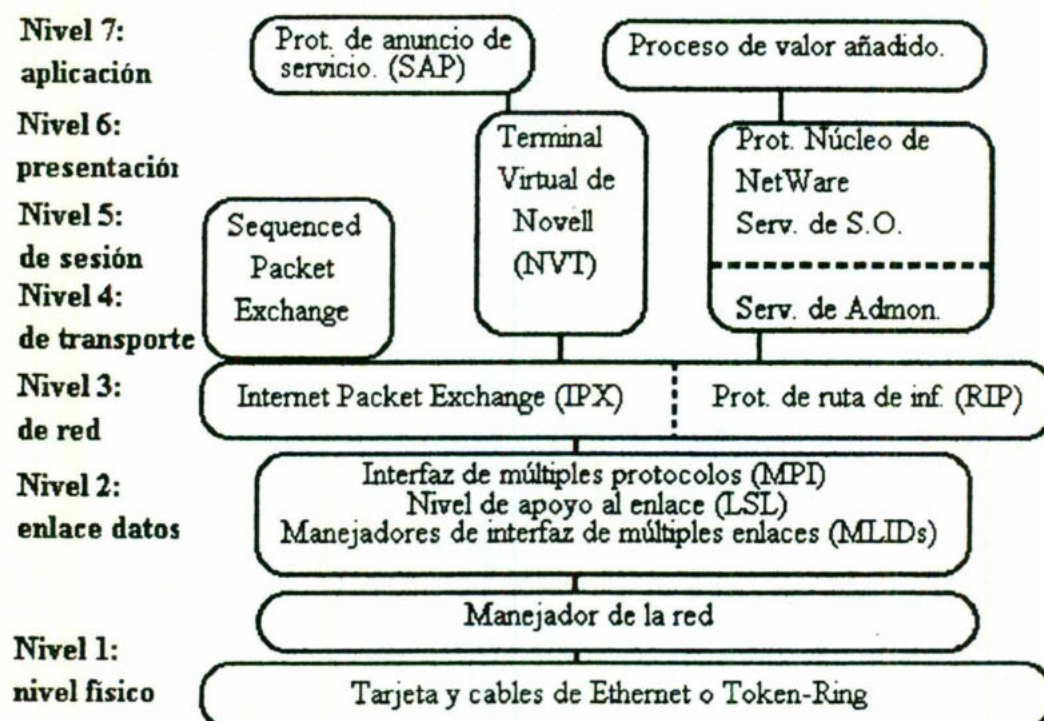 Nivel 7:
aplicación
Prot. de anuncio de
servicio. (SAP)
Proceso de valor añadido.
Nivel 6:
presentación
Terminal
Virtual de
Novell
(NVT)
Prot. Núcleo de
NetWare
Serv. de S.O.
Serv. de Admon.
Nivel 5:
de sesión
Sequenced
Packet
Exchange
Nivel 4:
de transporte
Nivel 3:
de red
Internet Packet Exchange (IPX)
Prot. de ruta de inf. (RIP)
Nivel 2:
enlace datos
Interfaz de múltiples protocolos (MPI)
Nivel de apoyo al enlace (LSL)
Manejadores de interfaz de múltiples enlaces (MLIDs)
Manejador de la red
Nivel 1:
nivel físico
Tarjeta y cables de Ethernet o Token-Ring